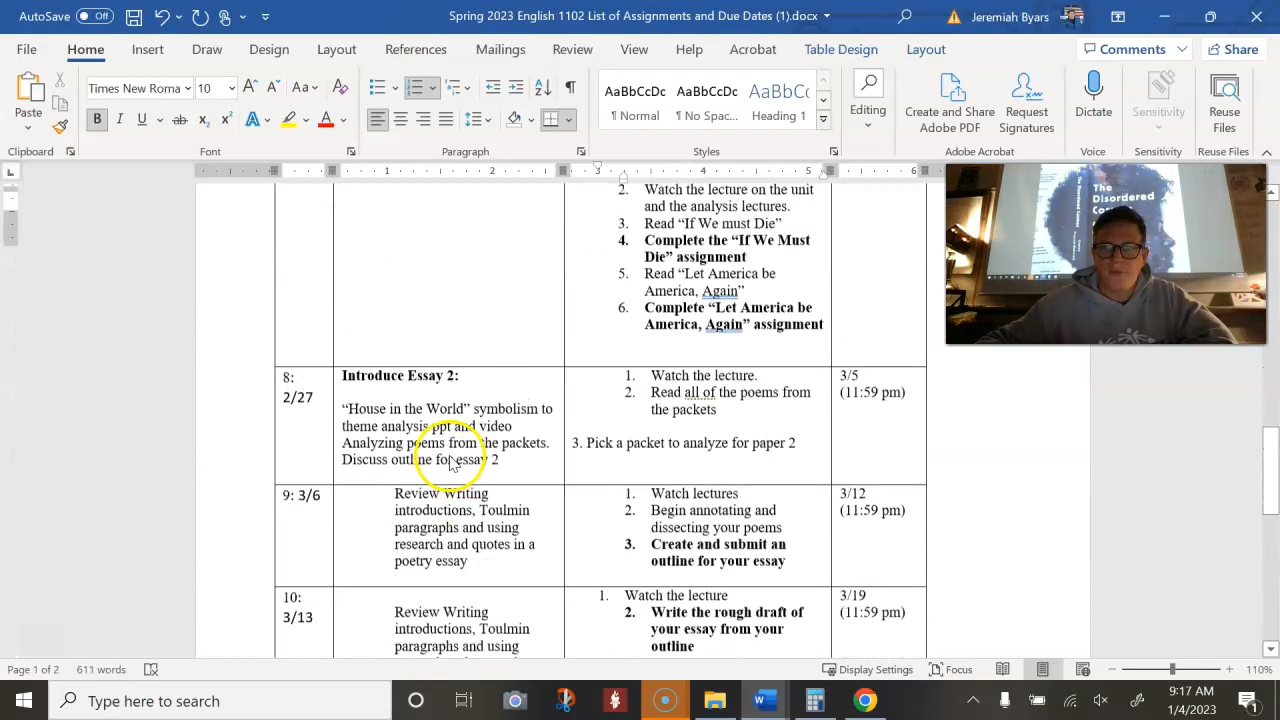 AutoSave Off
Spring 2023 English 1102 List of Assignments and Due Dates (1).docx
Jeremiah Byars
File Home Insert Draw Design Layout References Mailings Review View Help Acrobat Table Design Layout Comments Share
Paste
Clipboard
Times New Roma 10
Font
Paragraph
AaBbCcDc AaBbCcDc AaBbCc
¶ Normal ¶ No Spac... Heading 1
Styles
Editing
Create and Share
Adobe PDF
Request
Signatures
Adobe Acrobat
Dictate
Voice
Sensitivity
Sensitivity
Reuse
Files
Reuse Files
1 2 3 4 5 6
The
Disordered
2. Watch the lecture on the unit
and the analysis lectures.
3. Read “If We must Die”
4. Complete the “If We Must
Die” assignment
5. Read “Let America be
America, Again”
6. Complete “Let America be
America, Again” assignment
8:
2/27
Introduce Essay 2:
“House in the World” symbolism to
theme analysis ppt and video
Analyzing poems from the packets.
Discuss outline for essay 2
1. Watch the lecture.
2. Read all of the poems from
the packets
3. Pick a packet to analyze for paper 2
3/5
(11:59 pm)
9: 3/6
Review Writing
introductions, Toulmin
paragraphs and using
research and quotes in a
poetry essay
1. Watch lectures
2. Begin annotating and
dissecting your poems
3. Create and submit an
outline for your essay
3/12
(11:59 pm)
10:
3/13
Review Writing
introductions, Toulmin
paragraphs and using
1. Watch the lecture
2. Write the rough draft of
your essay from your
outline
3/19
(11:59 pm)
Page 1 of 2 611 words Display Settings Focus 110%
Type here to search
9:17 AM
1/4/2023